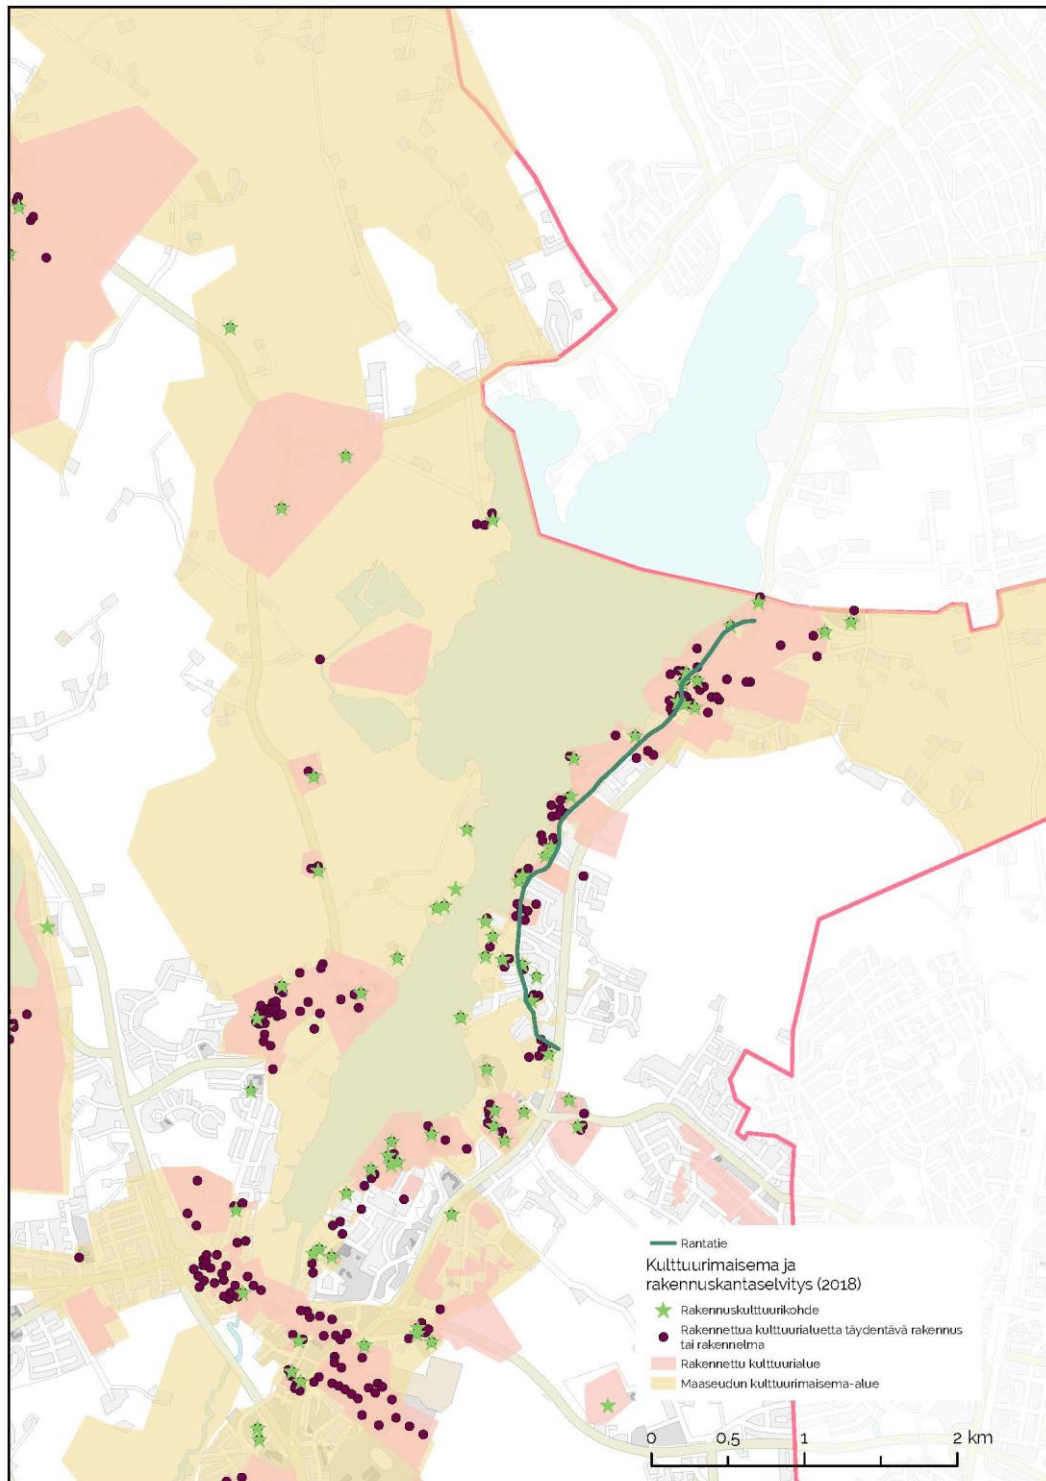 Rantatie
Kulttuurimaisema ja
rakennuskantaselvitys (2018)
Rakennuskulttuurikohde
Rakennettua kulttuurialuetta täydentävä rakennus
tai rakennelma
Rakennettu kulttuurialue
Maaseudun kulttuurimaisema-alue
0 0,5 1 2 km